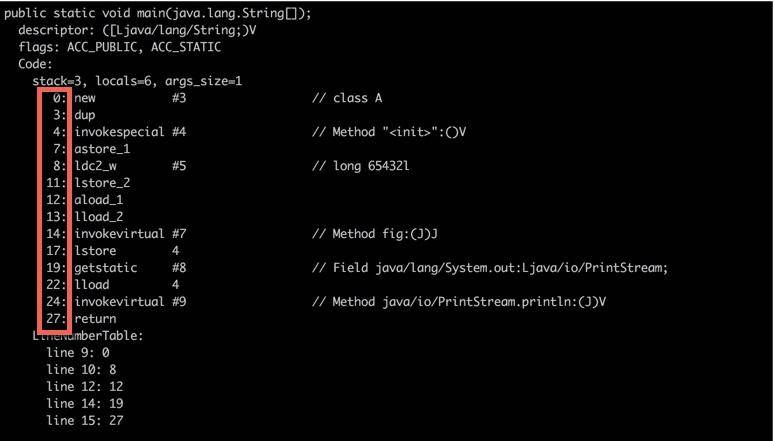 public static void main(java.lang.String[]);
descriptor: ([Ljava/lang/String;)V
flags: ACC_PUBLIC, ACC_STATIC
Code:
stack=3, locals=6, args_size=1
0: new #3 // class A
3: dup
4: invokespecial #4 // Method "<init>":()V
7: astore_1
8: ldc2_w #5 // long 65432l
11: lstore_2
12: aload_1
13: lload_2
14: invokevirtual #7 // Method fig:(J)J
17: lstore 4
19: getstatic #8 // Field java/lang/System.out:Ljava/io/PrintStream;
22: lload 4
24: invokevirtual #9 // Method java/io/PrintStream.println:(J)V
27: return
LineNumberTable:
line 9: 0
line 10: 8
line 12: 12
line 14: 19
line 15: 27